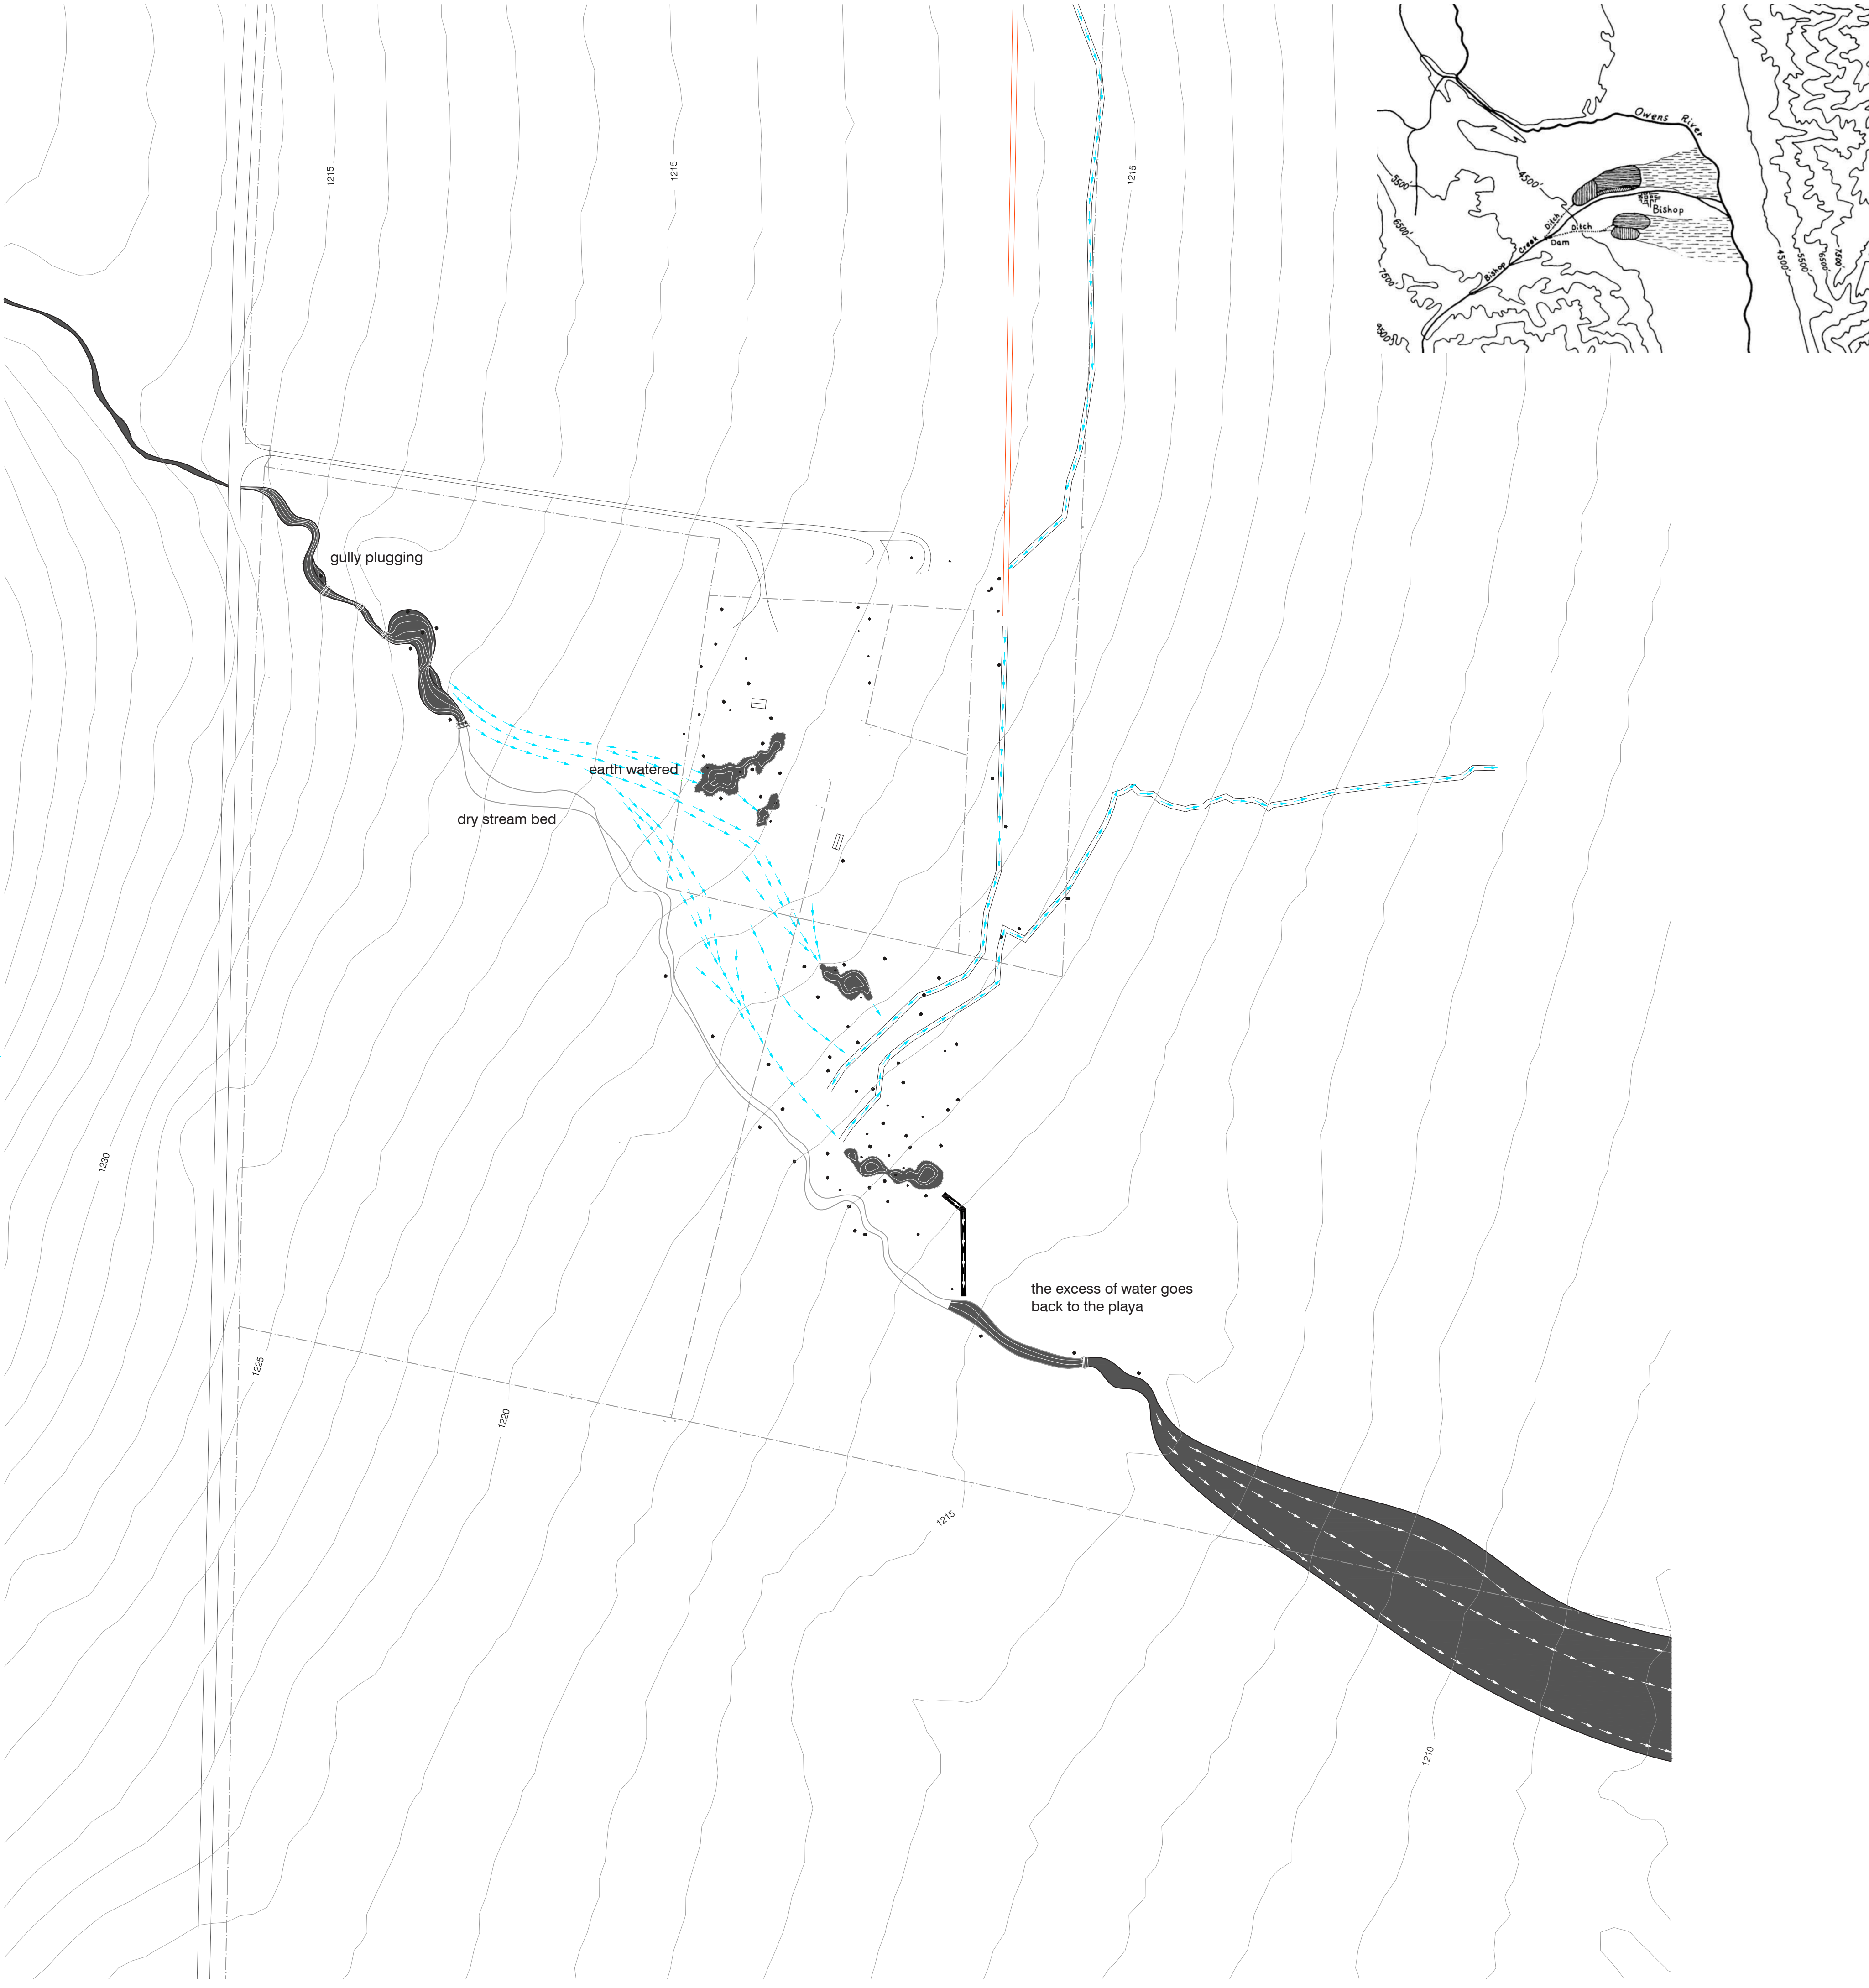 Owens River
1215
1215
1215
4500'
5500'
Bishop
6500'
Ditch
Ditch
Dam
Creek
Bishop
7500'
4500'
5500'
6500'
7500'
9500'
gully plugging
earth watered
dry stream bed
1230
the excess of water goes
back to the playa
1225
1220
1215
1210